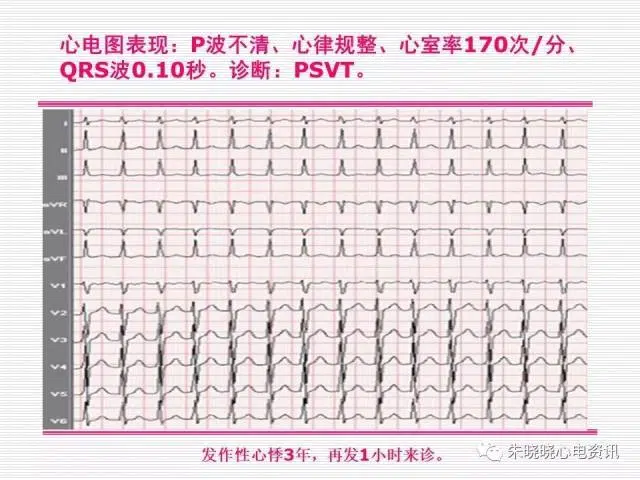 心电图表现：P波不清、心律规整、心室率170次/分、
QRS波0.10秒。诊断：PSVT。
I
II
III
aVR
aVL
aVF
V1
V2
V3
V4
V5
V6
发作性心悸3年，再发1小时来诊。
朱晓晓心电资讯